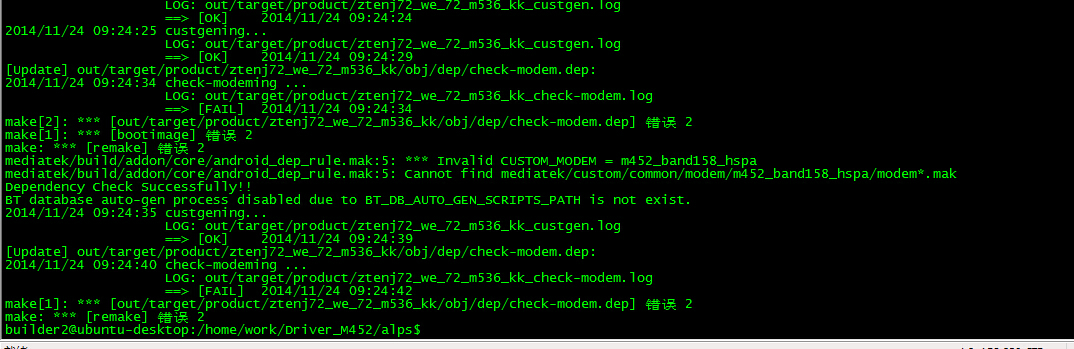 LOG: out/target/product/ztenj72_we_72_m536_kk_custgen.log
==> [OK]    2014/11/24 09:24:24
2014/11/24 09:24:25 custgening...
LOG: out/target/product/ztenj72_we_72_m536_kk_custgen.log
==> [OK]    2014/11/24 09:24:29
[Update] out/target/product/ztenj72_we_72_m536_kk/obj/dep/check-modem.dep:
2014/11/24 09:24:34 check-modeming ...
LOG: out/target/product/ztenj72_we_72_m536_kk_check-modem.log
==> [FAIL]  2014/11/24 09:24:34
make[2]: *** [out/target/product/ztenj72_we_72_m536_kk/obj/dep/check-modem.dep] 错误 2
make[1]: *** [bootimage] 错误 2
make: *** [remake] 错误 2
mediatek/build/addon/core/android_dep_rule.mak:5: *** Invalid CUSTOM_MODEM = m452_band158_hspa
mediatek/build/addon/core/android_dep_rule.mak:5: Cannot find mediatek/custom/common/modem/m452_band158_hspa/modem*.mak
Dependency Check Successfully!!
BT database auto-gen process disabled due to BT_DB_AUTO_GEN_SCRIPTS_PATH is not exist.
2014/11/24 09:24:35 custgening...
LOG: out/target/product/ztenj72_we_72_m536_kk_custgen.log
==> [OK]    2014/11/24 09:24:39
[Update] out/target/product/ztenj72_we_72_m536_kk/obj/dep/check-modem.dep:
2014/11/24 09:24:40 check-modeming ...
LOG: out/target/product/ztenj72_we_72_m536_kk_check-modem.log
==> [FAIL]  2014/11/24 09:24:42
make[1]: *** [out/target/product/ztenj72_we_72_m536_kk/obj/dep/check-modem.dep] 错误 2
make: *** [remake] 错误 2
builder2@ubuntu-desktop:/home/work/Driver_M452/alps$